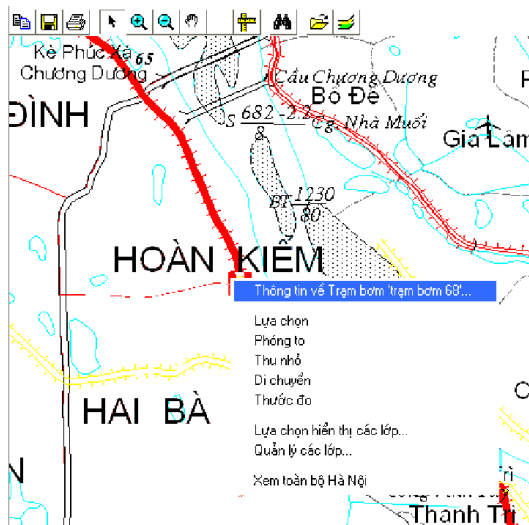 Kè Phúc Xá 65
Chương Dương
Cầu Chương Dương
Bồ Đề
ĐÌNH
S 682 -2.2
8
Cg. Nhà Muối
Gia Lâm
BT 1230
80
HOÀN KIẾM
Thông tin về Trạm bơm 'trạm bơm 68'...
Lựa chọn
Phóng to
Thu nhỏ
Di chuyển
Thước đo
HAI BÀ
Lựa chọn hiển thị các lớp...
Quản lý các lớp...
Xem toàn bộ Hà Nội
Thanh Trì